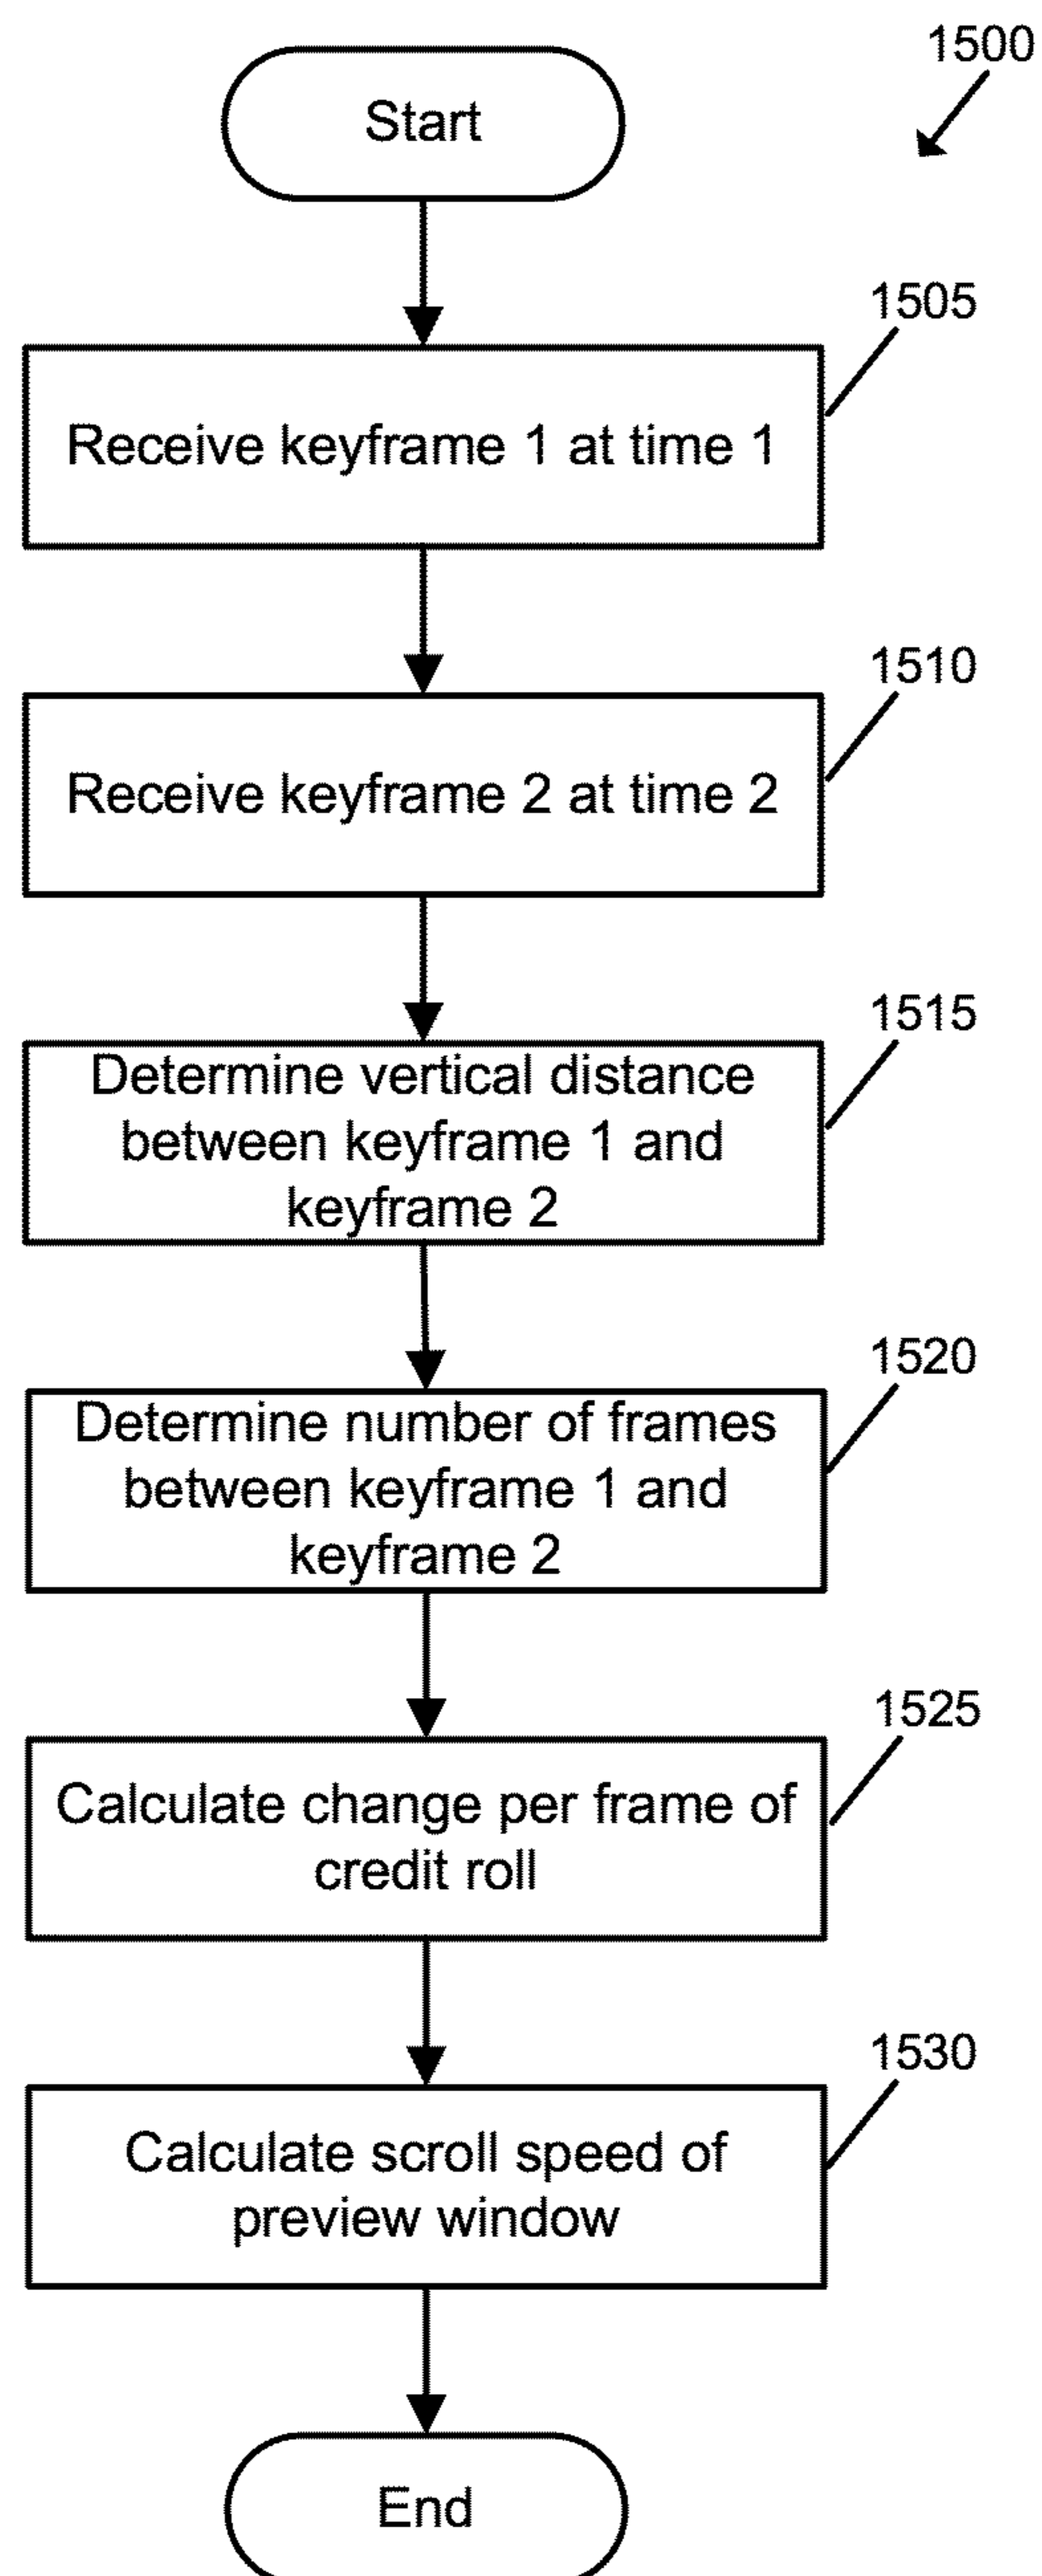 1500
Start
1505
Receive keyframe 1 at time 1
1510
Receive keyframe 2 at time 2
1515
Determine vertical distance
between keyframe 1 and
keyframe 2
1520
Determine number of frames
between keyframe 1 and
keyframe 2
1525
Calculate change per frame of
credit roll
1530
Calculate scroll speed of
preview window
End